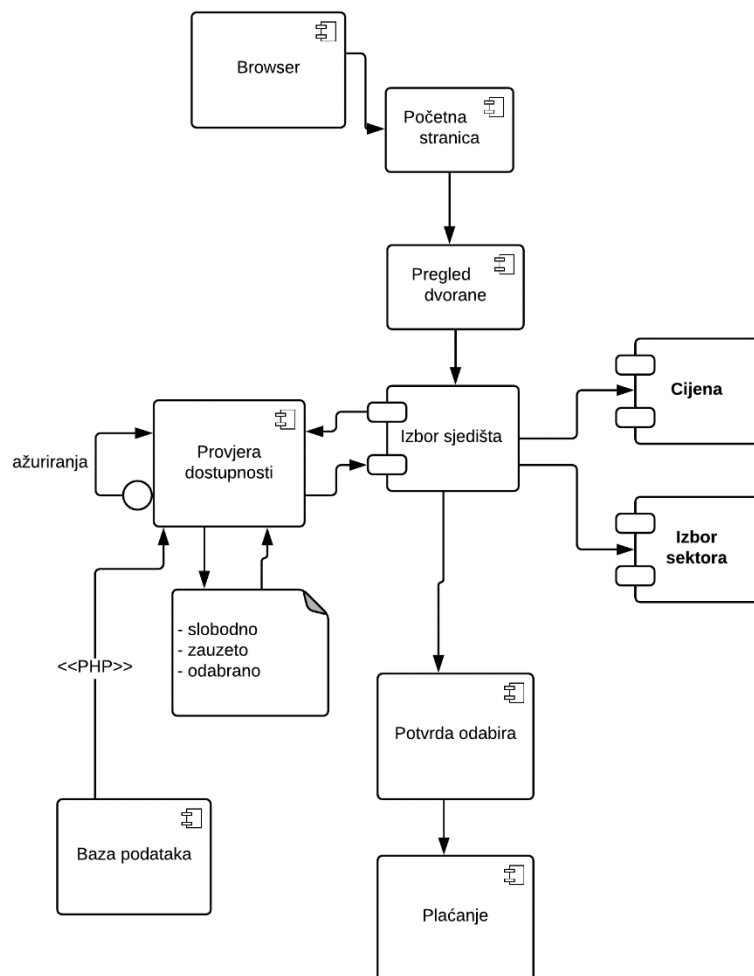 Browser
Početna
stranica
Pregled
dvorane
Cijena
Izbor sjedišta
Provjera
dostupnosti
ažuriranja
Izbor
sektora
- slobodno
- zauzeto
- odabrano
<<PHP>>
Potvrda odabira
Baza podataka
Plaćanje